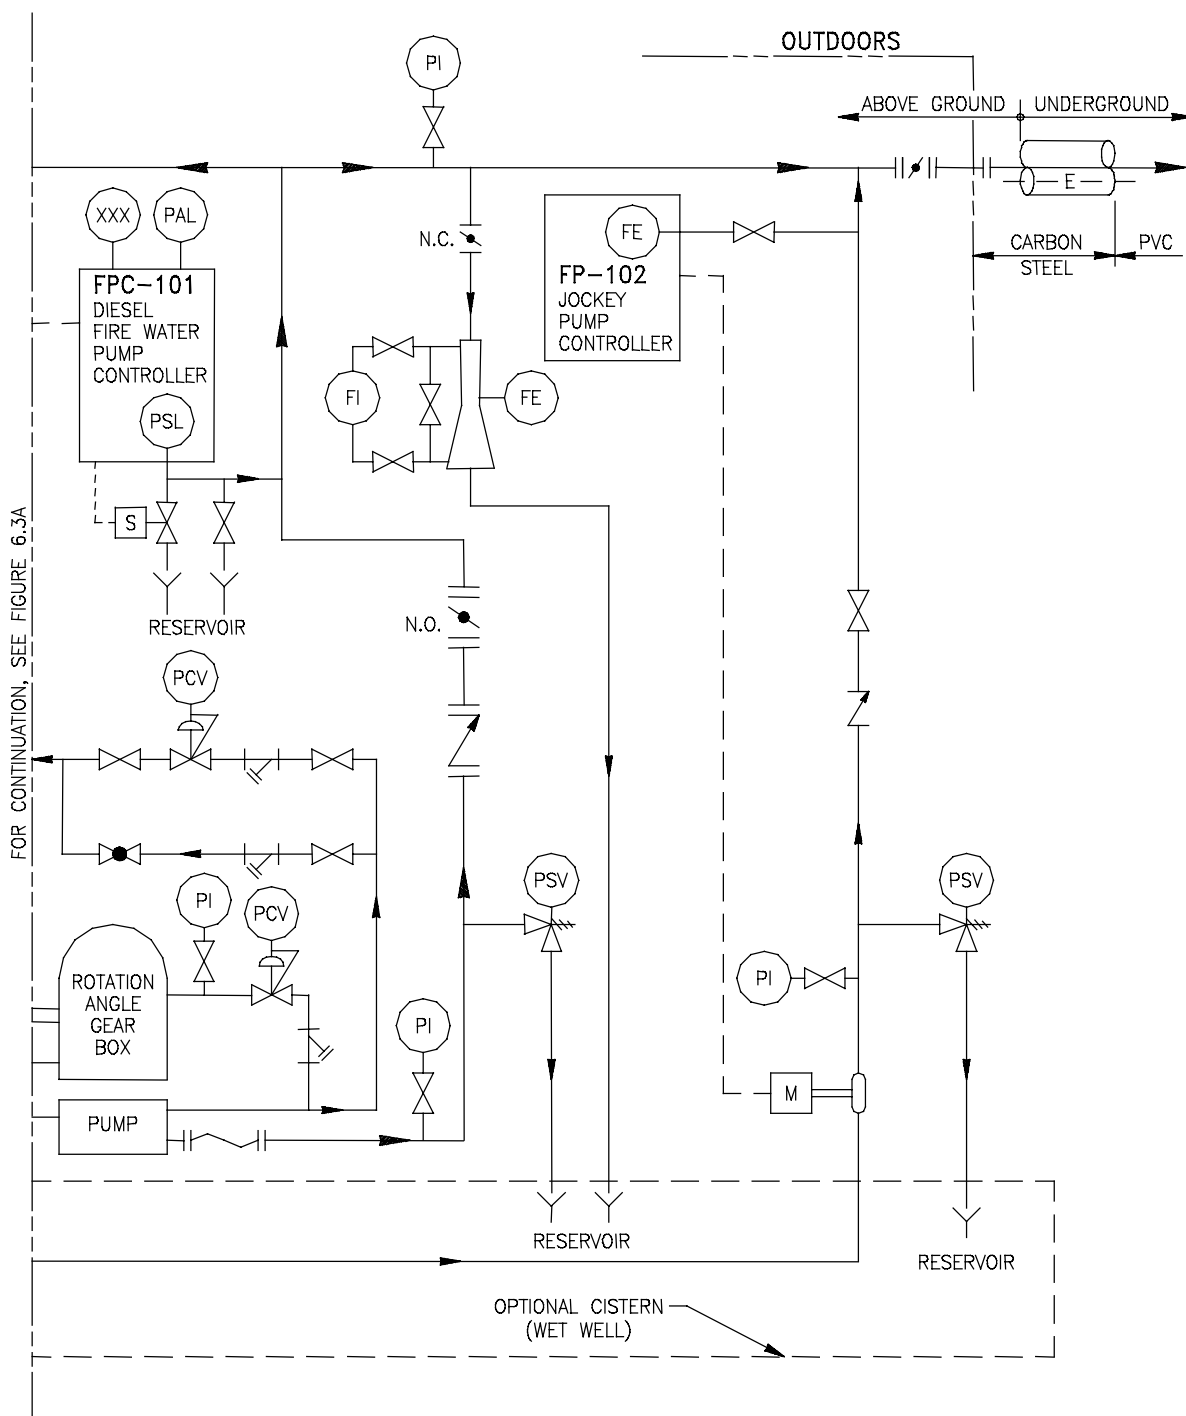 OUTDOORS
PI
ABOVE GROUND
UNDERGROUND
XXX
PAL
FE
N.C.
E
CARBON
STEEL
PVC
FPC-101
DIESEL
FIRE WATER
PUMP
CONTROLLER
FP-102
JOCKEY
PUMP
CONTROLLER
FI
FE
PSL
S
RESERVOIR
N.O.
FOR CONTINUATION, SEE FIGURE 6.3A
PCV
PSV
PSV
PI
PCV
PI
ROTATION
ANGLE
GEAR
BOX
PI
M
PUMP
RESERVOIR
RESERVOIR
OPTIONAL CISTERN
(WET WELL)